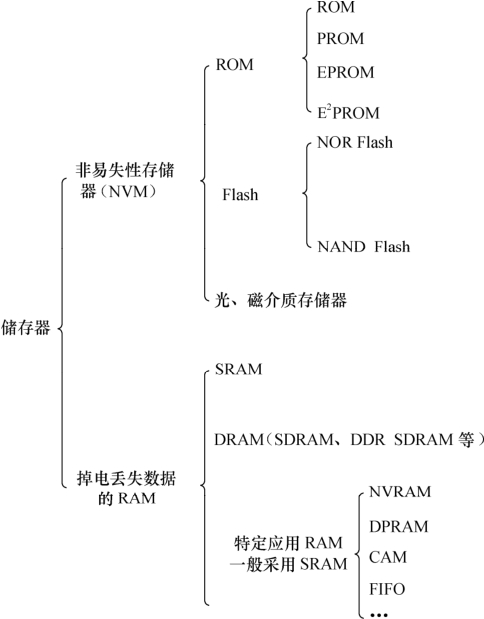 ROM
PROM
ROM
EPROM
E²PROM
NOR Flash
非易失性存储
器（NVM）
Flash
NAND Flash
光、磁介质存储器
储存器
SRAM
DRAM（SDRAM、DDR SDRAM 等）
掉电丢失数据
的 RAM
NVRAM
DPRAM
特定应用 RAM
一般采用 SRAM
CAM
FIFO
…